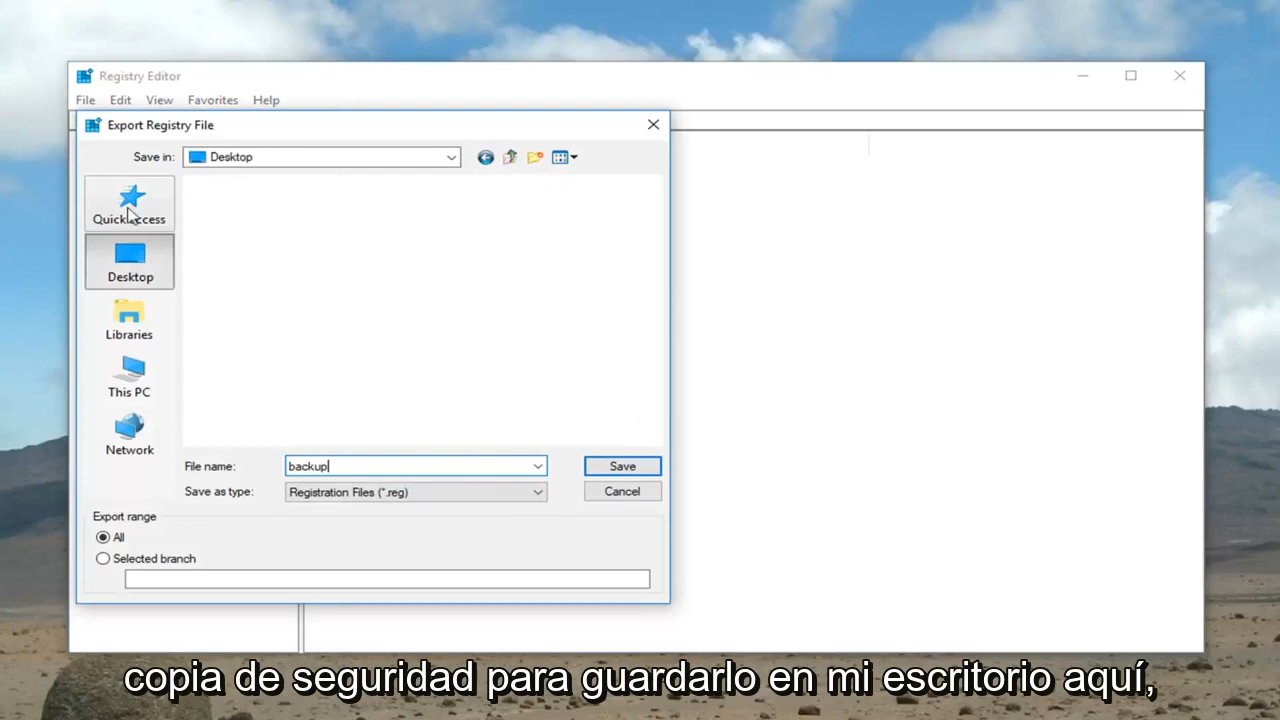 Registry Editor
File Edit View Favorites Help
Export Registry File
Save in: Desktop
Quick access
Desktop
Libraries
This PC
Network
File name: backup Save
Save as type: Registration Files (*.reg) Cancel
Export range
All
Selected branch
copia de seguridad para guardarlo en mi escritorio aquí,